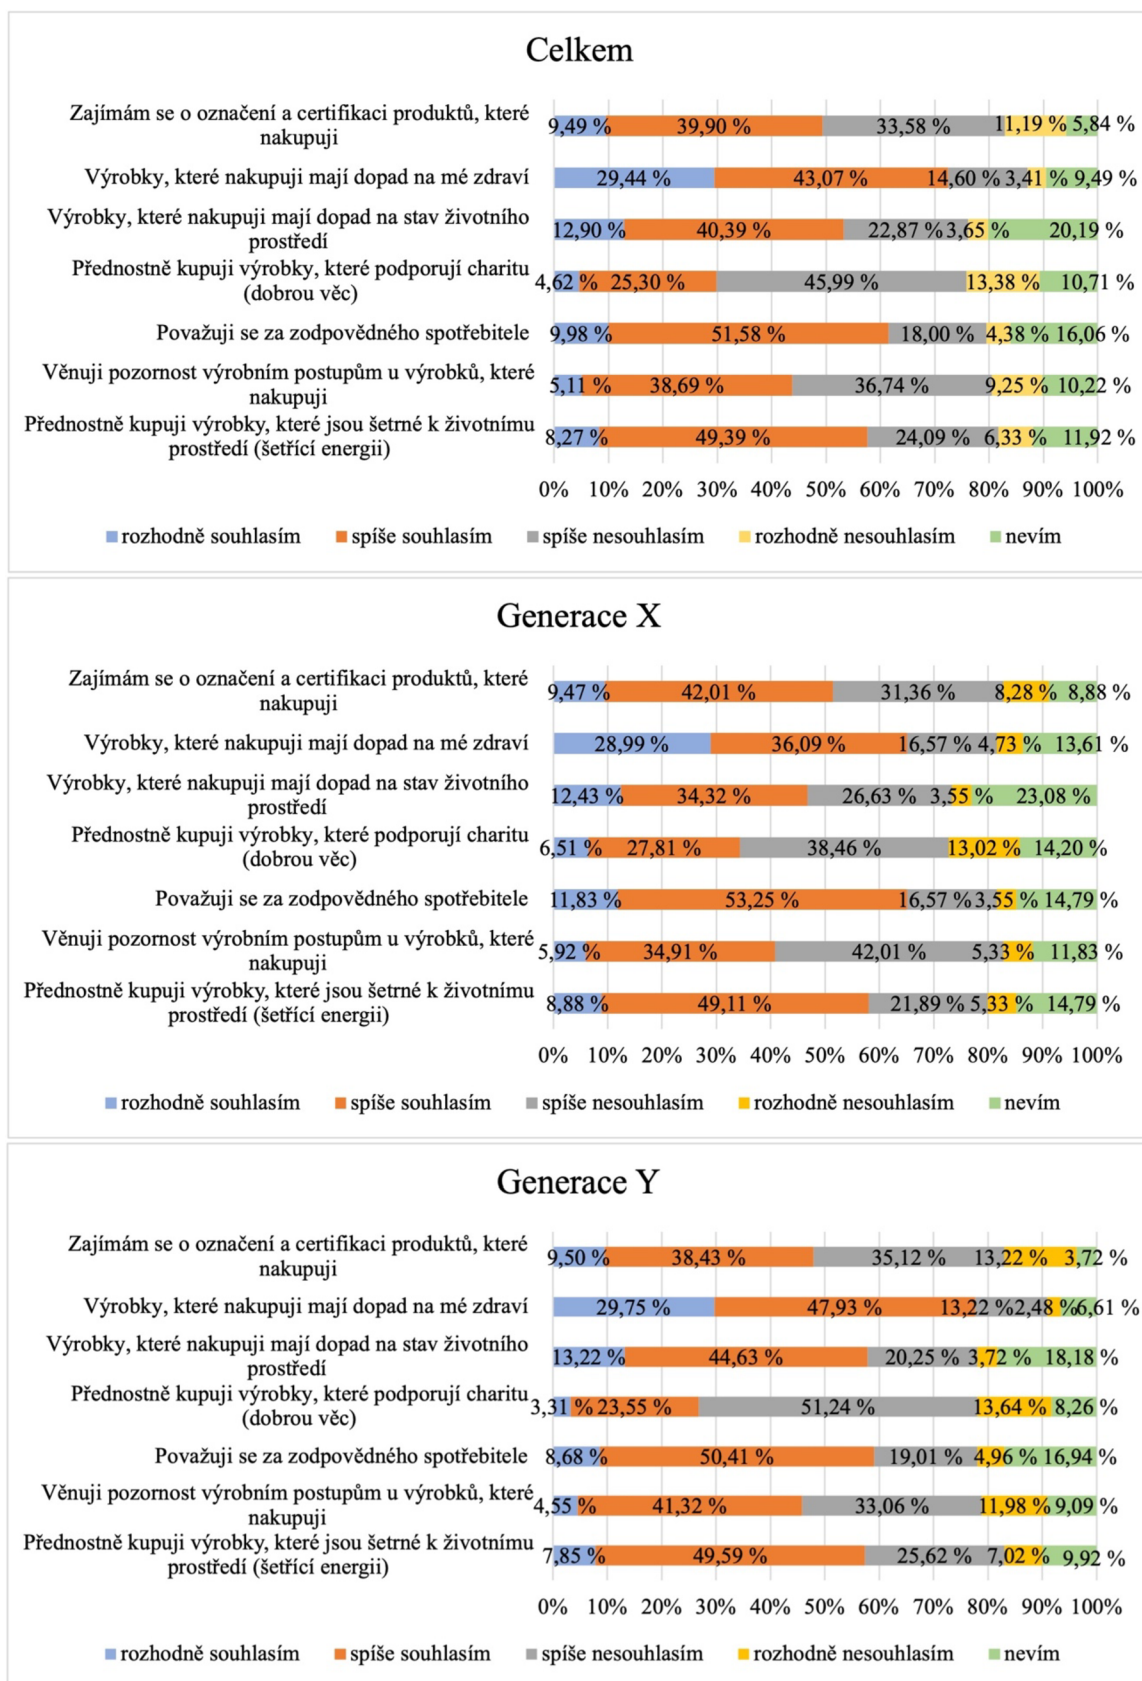 Celkem
Zajímám se o označení a certifikaci produktů, které
nakupuji
9,49 % 39,90 % 33,58 % 11,19 % 5,84 %
Výrobky, které nakupuji mají dopad na mé zdraví
29,44 % 43,07 % 14,60 % 3,41 % 9,49 %
Výrobky, které nakupuji mají dopad na stav životního
prostředí
12,90 % 40,39 % 22,87 % 3,65 % 20,19 %
Přednostně kupuji výrobky, které podporují charitu
(dobrou věc)
4,62 % 25,30 % 45,99 % 13,38 % 10,71 %
Považuji se za zodpovědného spotřebitele
9,98 % 51,58 % 18,00 % 4,38 % 16,06 %
Věnuji pozornost výrobním postupům u výrobků, které
nakupuji
5,11 % 38,69 % 36,74 % 9,25 % 10,22 %
Přednostně kupuji výrobky, které jsou šetrné k životnímu
prostředí (šetřící energii)
8,27 % 49,39 % 24,09 % 6,33 % 11,92 %
0% 10% 20% 30% 40% 50% 60% 70% 80% 90% 100%
rozhodně souhlasím spíše souhlasím spíše nesouhlasím rozhodně nesouhlasím nevím
Generace X
Zajímám se o označení a certifikaci produktů, které
nakupuji
9,47 % 42,01 % 31,36 % 8,28 % 8,88 %
Výrobky, které nakupuji mají dopad na mé zdraví
28,99 % 36,09 % 16,57 % 4,73 % 13,61 %
Výrobky, které nakupuji mají dopad na stav životního
prostředí
12,43 % 34,32 % 26,63 % 3,55 % 23,08 %
Přednostně kupuji výrobky, které podporují charitu
(dobrou věc)
6,51 % 27,81 % 38,46 % 13,02 % 14,20 %
Považuji se za zodpovědného spotřebitele
11,83 % 53,25 % 16,57 % 3,55 % 14,79 %
Věnuji pozornost výrobním postupům u výrobků, které
nakupuji
5,92 % 34,91 % 42,01 % 5,33 % 11,83 %
Přednostně kupuji výrobky, které jsou šetrné k životnímu
prostředí (šetřící energii)
8,88 % 49,11 % 21,89 % 5,33 % 14,79 %
0% 10% 20% 30% 40% 50% 60% 70% 80% 90% 100%
rozhodně souhlasím spíše souhlasím spíše nesouhlasím rozhodně nesouhlasím nevím
Generace Y
Zajímám se o označení a certifikaci produktů, které
nakupuji
9,50 % 38,43 % 35,12 % 13,22 % 3,72 %
Výrobky, které nakupuji mají dopad na mé zdraví
29,75 % 47,93 % 13,22 % 2,48 % 6,61 %
Výrobky, které nakupuji mají dopad na stav životního
prostředí
13,22 % 44,63 % 20,25 % 3,72 % 18,18 %
Přednostně kupuji výrobky, které podporují charitu
(dobrou věc)
3,31 % 23,55 % 51,24 % 13,64 % 8,26 %
Považuji se za zodpovědného spotřebitele
8,68 % 50,41 % 19,01 % 4,96 % 16,94 %
Věnuji pozornost výrobním postupům u výrobků, které
nakupuji
4,55 % 41,32 % 33,06 % 11,98 % 9,09 %
Přednostně kupuji výrobky, které jsou šetrné k životnímu
prostředí (šetřící energii)
7,85 % 49,59 % 25,62 % 7,02 % 9,92 %
0% 10% 20% 30% 40% 50% 60% 70% 80% 90% 100%
rozhodně souhlasím spíše souhlasím spíše nesouhlasím rozhodně nesouhlasím nevím